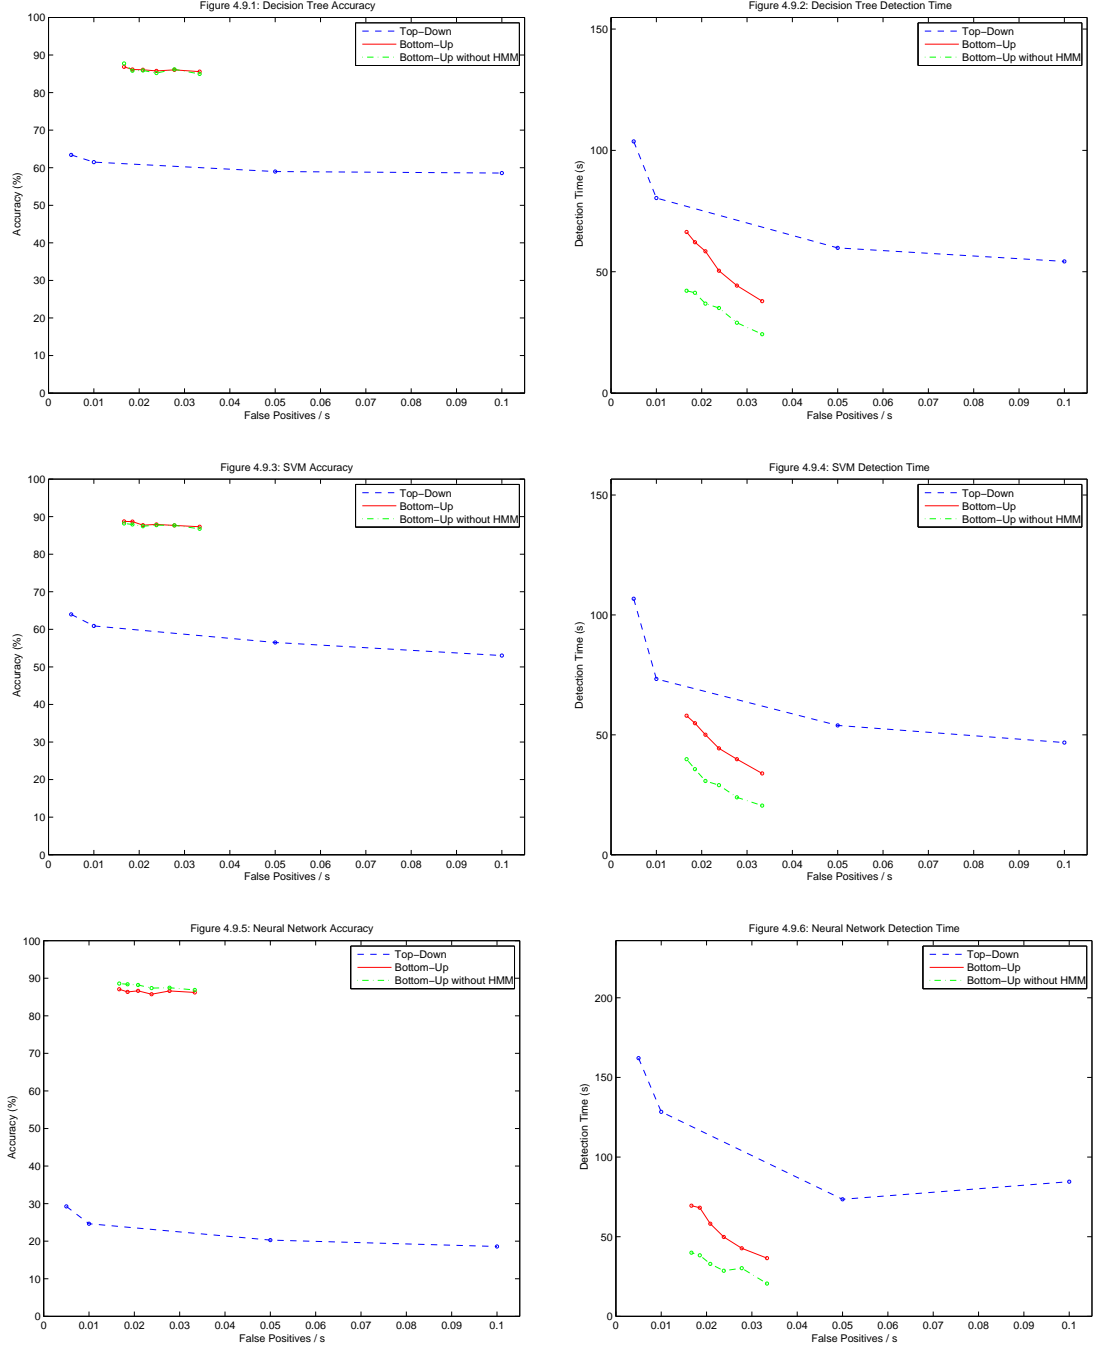 Figure 4.9.1: Decision Tree Accuracy
100
90
80
70
60
50
40
30
20
10
0
Accuracy (%)
Top−Down
Bottom−Up
Bottom−Up without HMM
0 0.01 0.02 0.03 0.04 0.05 0.06 0.07 0.08 0.09 0.1
False Positives / s
Figure 4.9.2: Decision Tree Detection Time
150
100
50
0
Detection Time (s)
Top−Down
Bottom−Up
Bottom−Up without HMM
0 0.01 0.02 0.03 0.04 0.05 0.06 0.07 0.08 0.09 0.1
False Positives / s
Figure 4.9.3: SVM Accuracy
100
90
80
70
60
50
40
30
20
10
0
Accuracy (%)
Top−Down
Bottom−Up
Bottom−Up without HMM
0 0.01 0.02 0.03 0.04 0.05 0.06 0.07 0.08 0.09 0.1
False Positives / s
Figure 4.9.4: SVM Detection Time
150
100
50
0
Detection Time (s)
Top−Down
Bottom−Up
Bottom−Up without HMM
0 0.01 0.02 0.03 0.04 0.05 0.06 0.07 0.08 0.09 0.1
False Positives / s
Figure 4.9.5: Neural Network Accuracy
100
90
80
70
60
50
40
30
20
10
0
Accuracy (%)
Top−Down
Bottom−Up
Bottom−Up without HMM
0 0.01 0.02 0.03 0.04 0.05 0.06 0.07 0.08 0.09 0.1
False Positives / s
Figure 4.9.6: Neural Network Detection Time
200
150
100
50
0
Detection Time (s)
Top−Down
Bottom−Up
Bottom−Up without HMM
0 0.01 0.02 0.03 0.04 0.05 0.06 0.07 0.08 0.09 0.1
False Positives / s